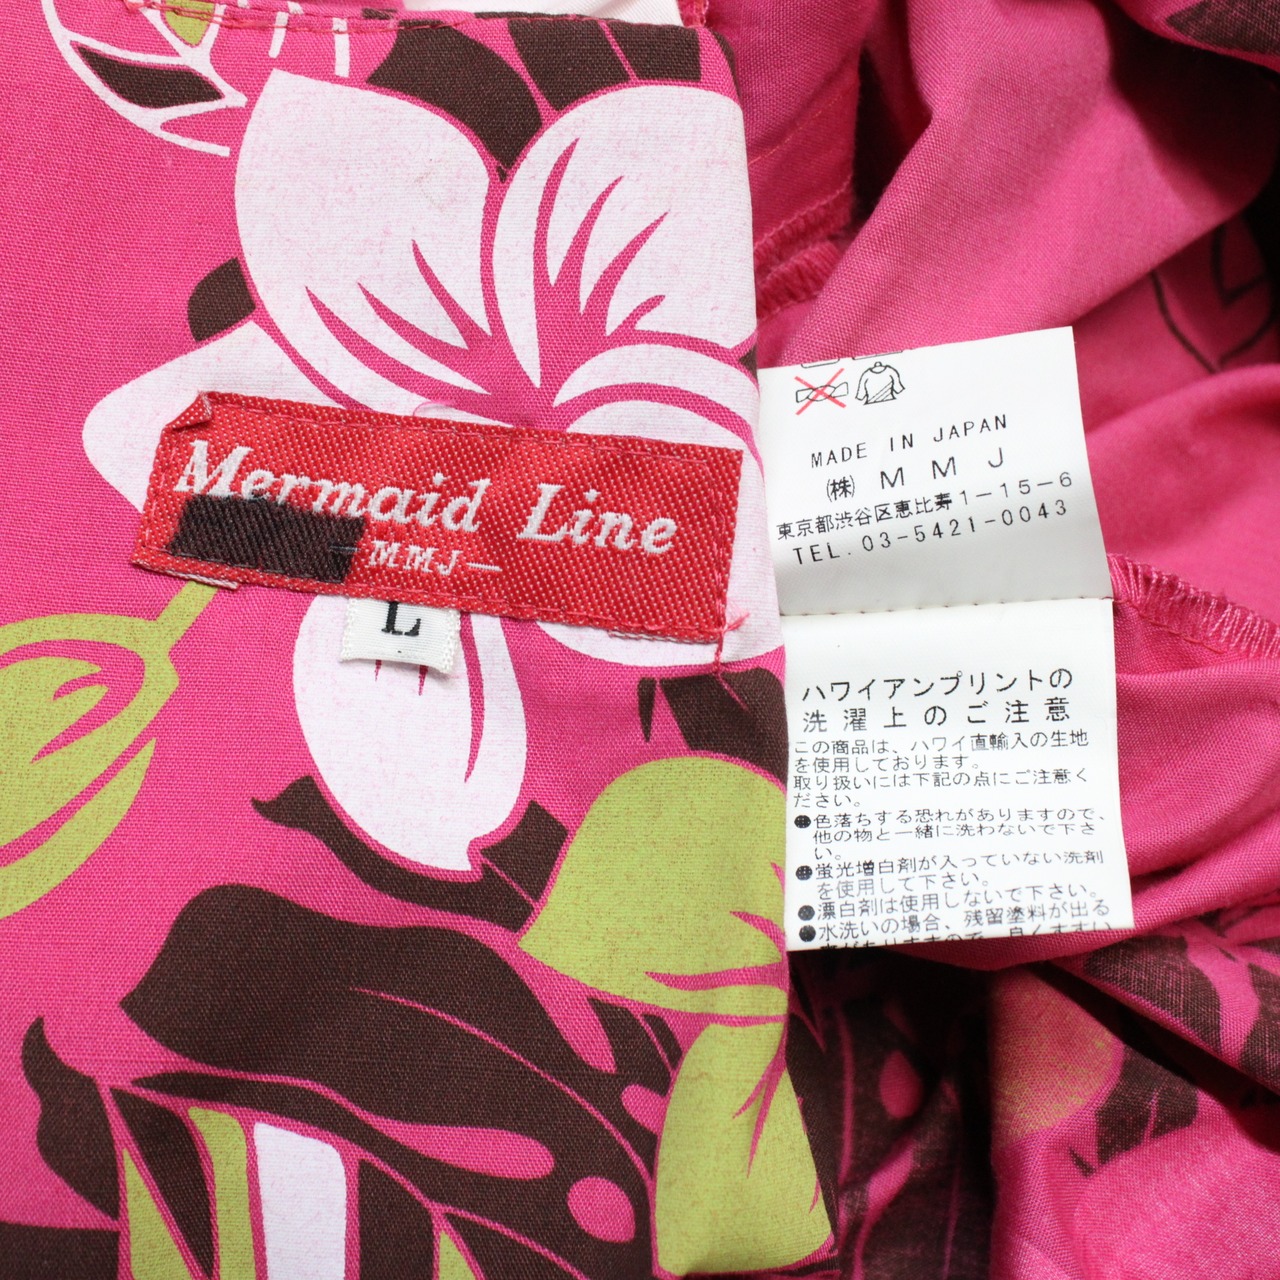 Mermaid Line
-MMJ-
L
MADE IN JAPAN
㈱ M M J
東京都渋谷区恵比寿1-15-6
TEL. 03-5421-0043
ハワイアンプリントの
洗濯上のご注意
この商品は、ハワイ直輸入の生地
を使用しております。
取り扱いには下記の点にご注意く
ださい。
●色落ちする恐れがありますので、
他の物と一緒に洗わないで下さ
い。
●蛍光増白剤が入っていない洗剤
を使用して下さい。
●漂白剤は使用しないで下さい。
●水洗いの場合、残留塗料が出る